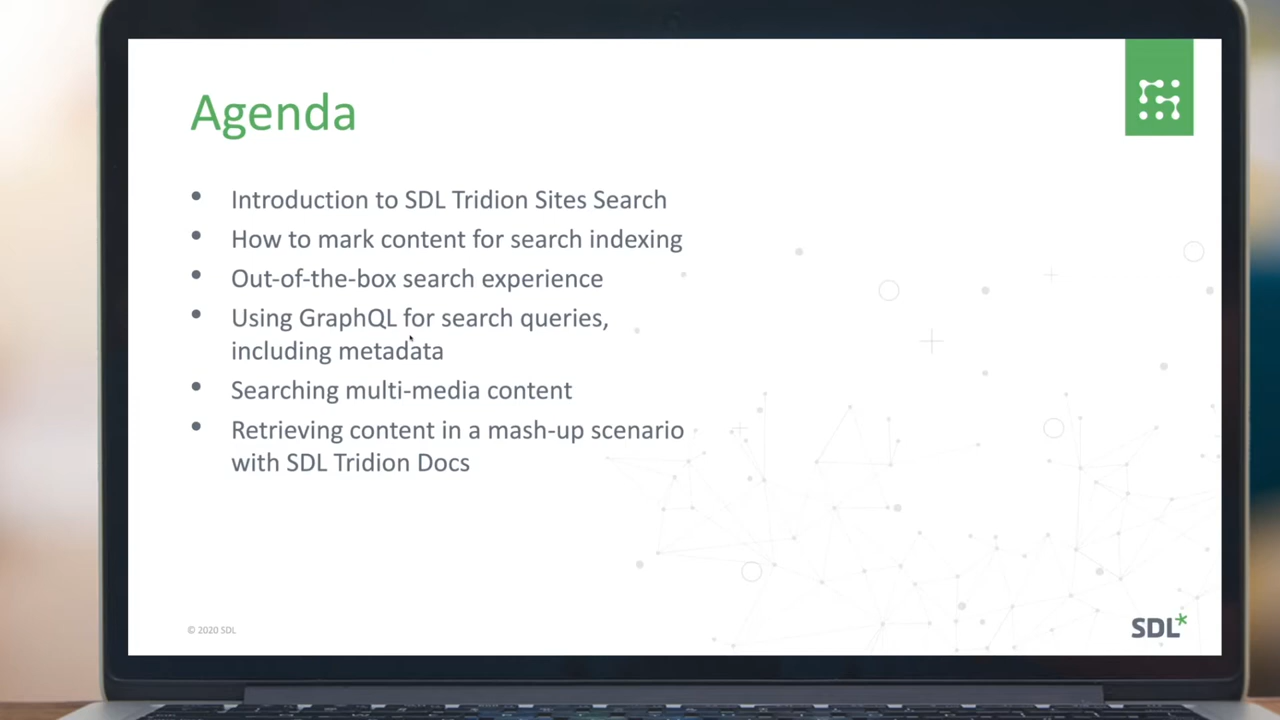 Agenda
• Introduction to SDL Tridion Sites Search
• How to mark content for search indexing
• Out-of-the-box search experience
• Using GraphQL for search queries,
including metadata
• Searching multi-media content
• Retrieving content in a mash-up scenario
with SDL Tridion Docs
© 2020 SDL
SDL*